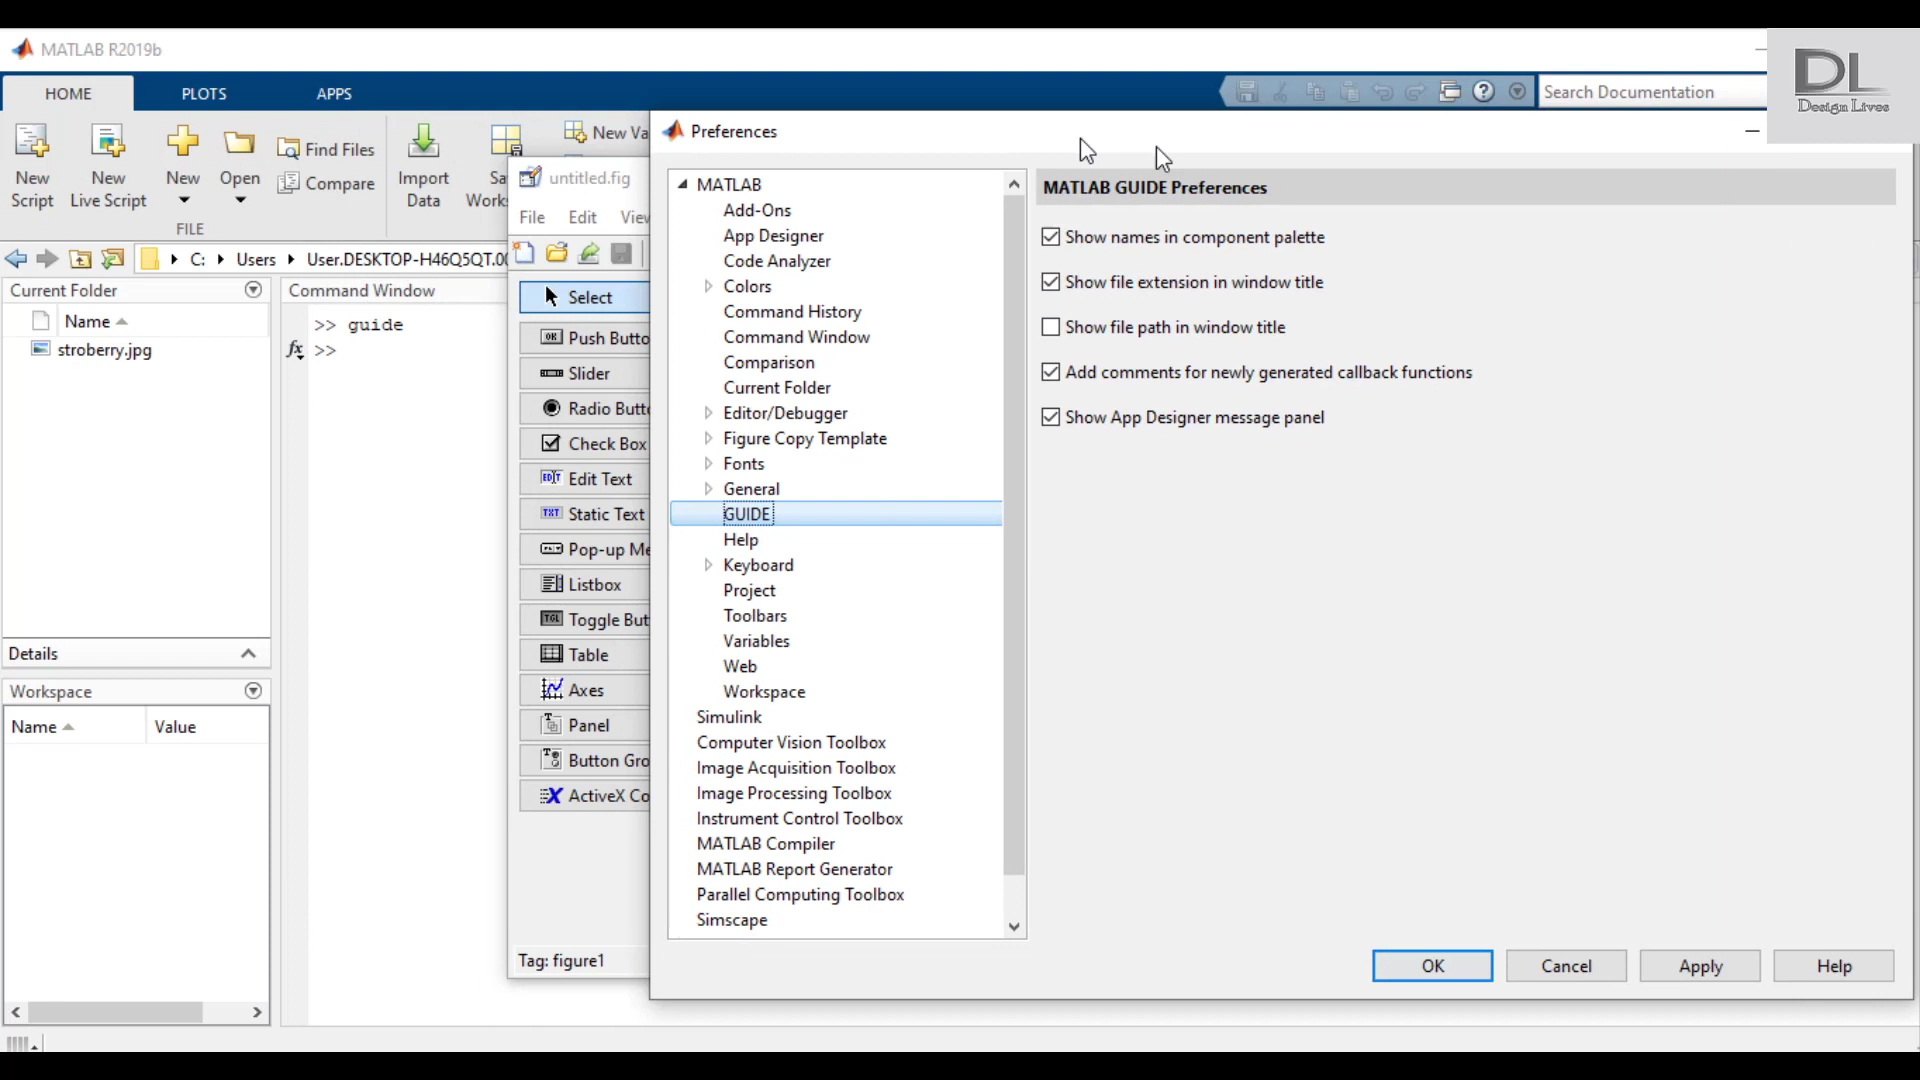 MATLAB R2019b
DL
Design Lives
HOME
PLOTS
APPS
Search Documentation
New Script
New Live Script
New
Open
Find Files
Compare
FILE
Import Data
New Va
Sa
Works
C:
Users
User.DESKTOP-H46Q5QT.00
Current Folder
Name
stroberry.jpg
Details
Workspace
Name
Value
Command Window
>> guide
fx >>
untitled.fig
File
Edit
View
Select
Push Butto
Slider
Radio Butto
Check Box
Edit Text
Static Text
Pop-up Me
Listbox
Toggle But
Table
Axes
Panel
Button Gro
ActiveX Co
Tag: figure1
Preferences
MATLAB
Add-Ons
App Designer
Code Analyzer
Colors
Command History
Command Window
Comparison
Current Folder
Editor/Debugger
Figure Copy Template
Fonts
General
GUIDE
Help
Keyboard
Project
Toolbars
Variables
Web
Workspace
Simulink
Computer Vision Toolbox
Image Acquisition Toolbox
Image Processing Toolbox
Instrument Control Toolbox
MATLAB Compiler
MATLAB Report Generator
Parallel Computing Toolbox
Simscape
MATLAB GUIDE Preferences
Show names in component palette
Show file extension in window title
Show file path in window title
Add comments for newly generated callback functions
Show App Designer message panel
OK
Cancel
Apply
Help